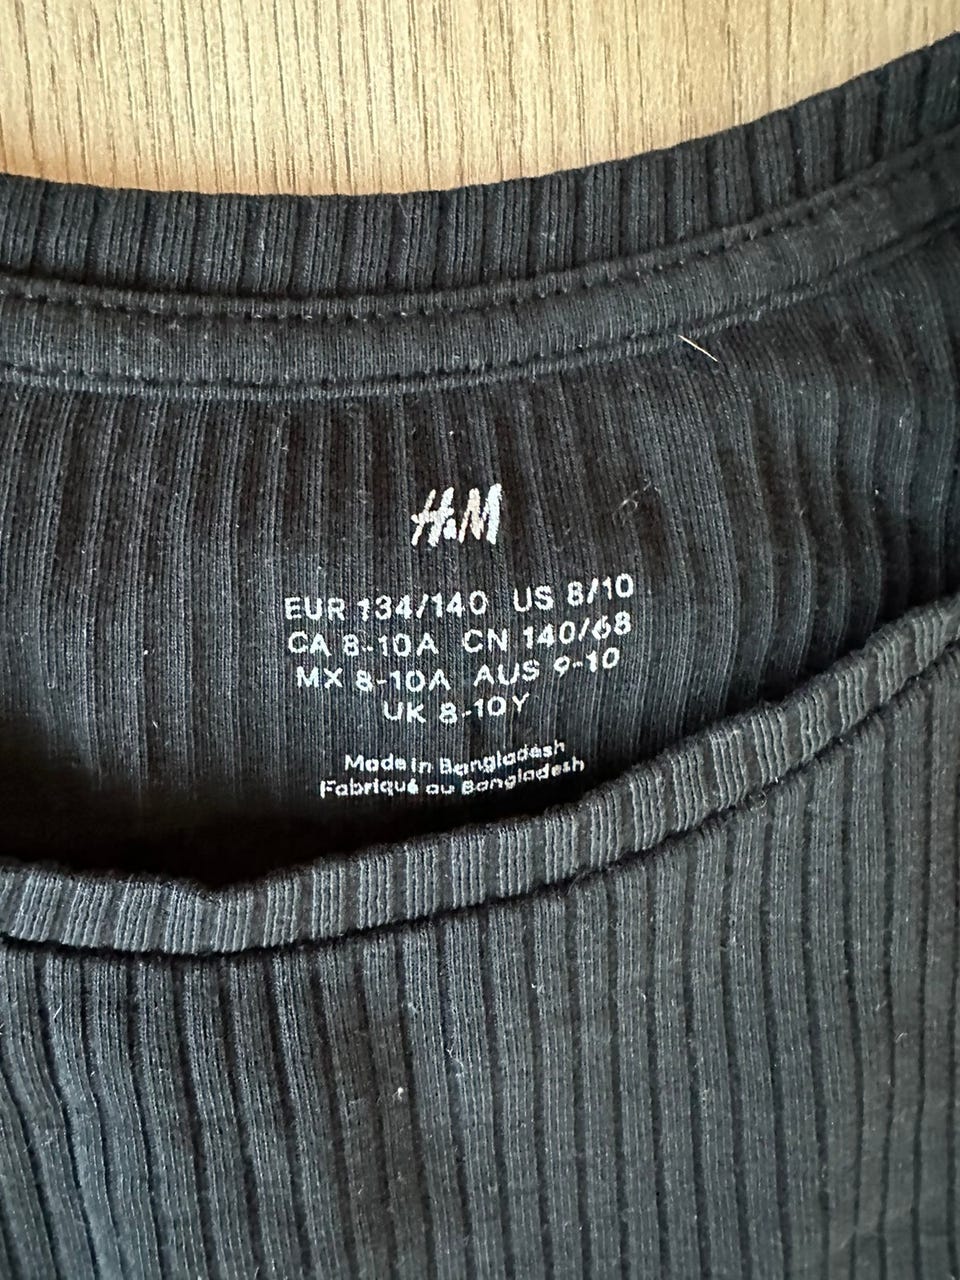 H&M
EUR 134/140 US 8/10
CA 8-10A CN 140/68
MX 8-10A AUS 9-10
UK 8-10Y
Made in Bangladesh
Fabriqué au Bangladesh